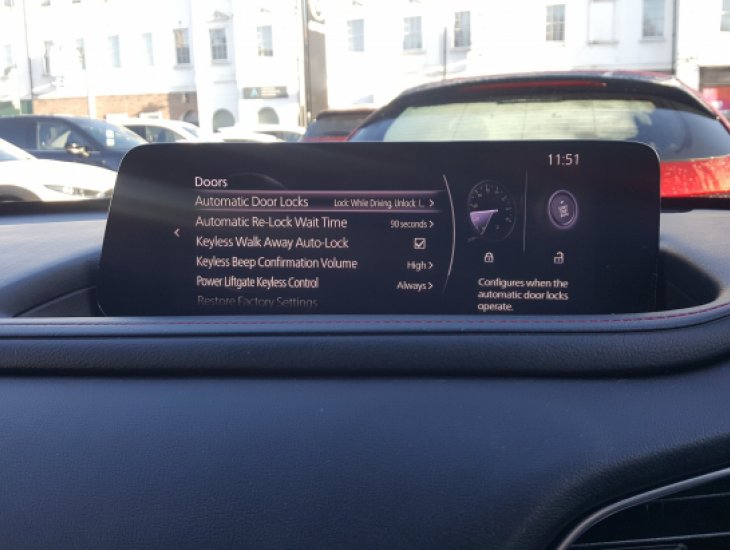 11:51
Doors
Automatic Door Locks Lock While Driving, Unlock I...
Automatic Re-Lock Wait Time 90 seconds
Keyless Walk Away Auto-Lock
Keyless Beep Confirmation Volume High
Power Liftgate Keyless Control Always
Restore Factory Settings
Configures when the
automatic door locks
operate.